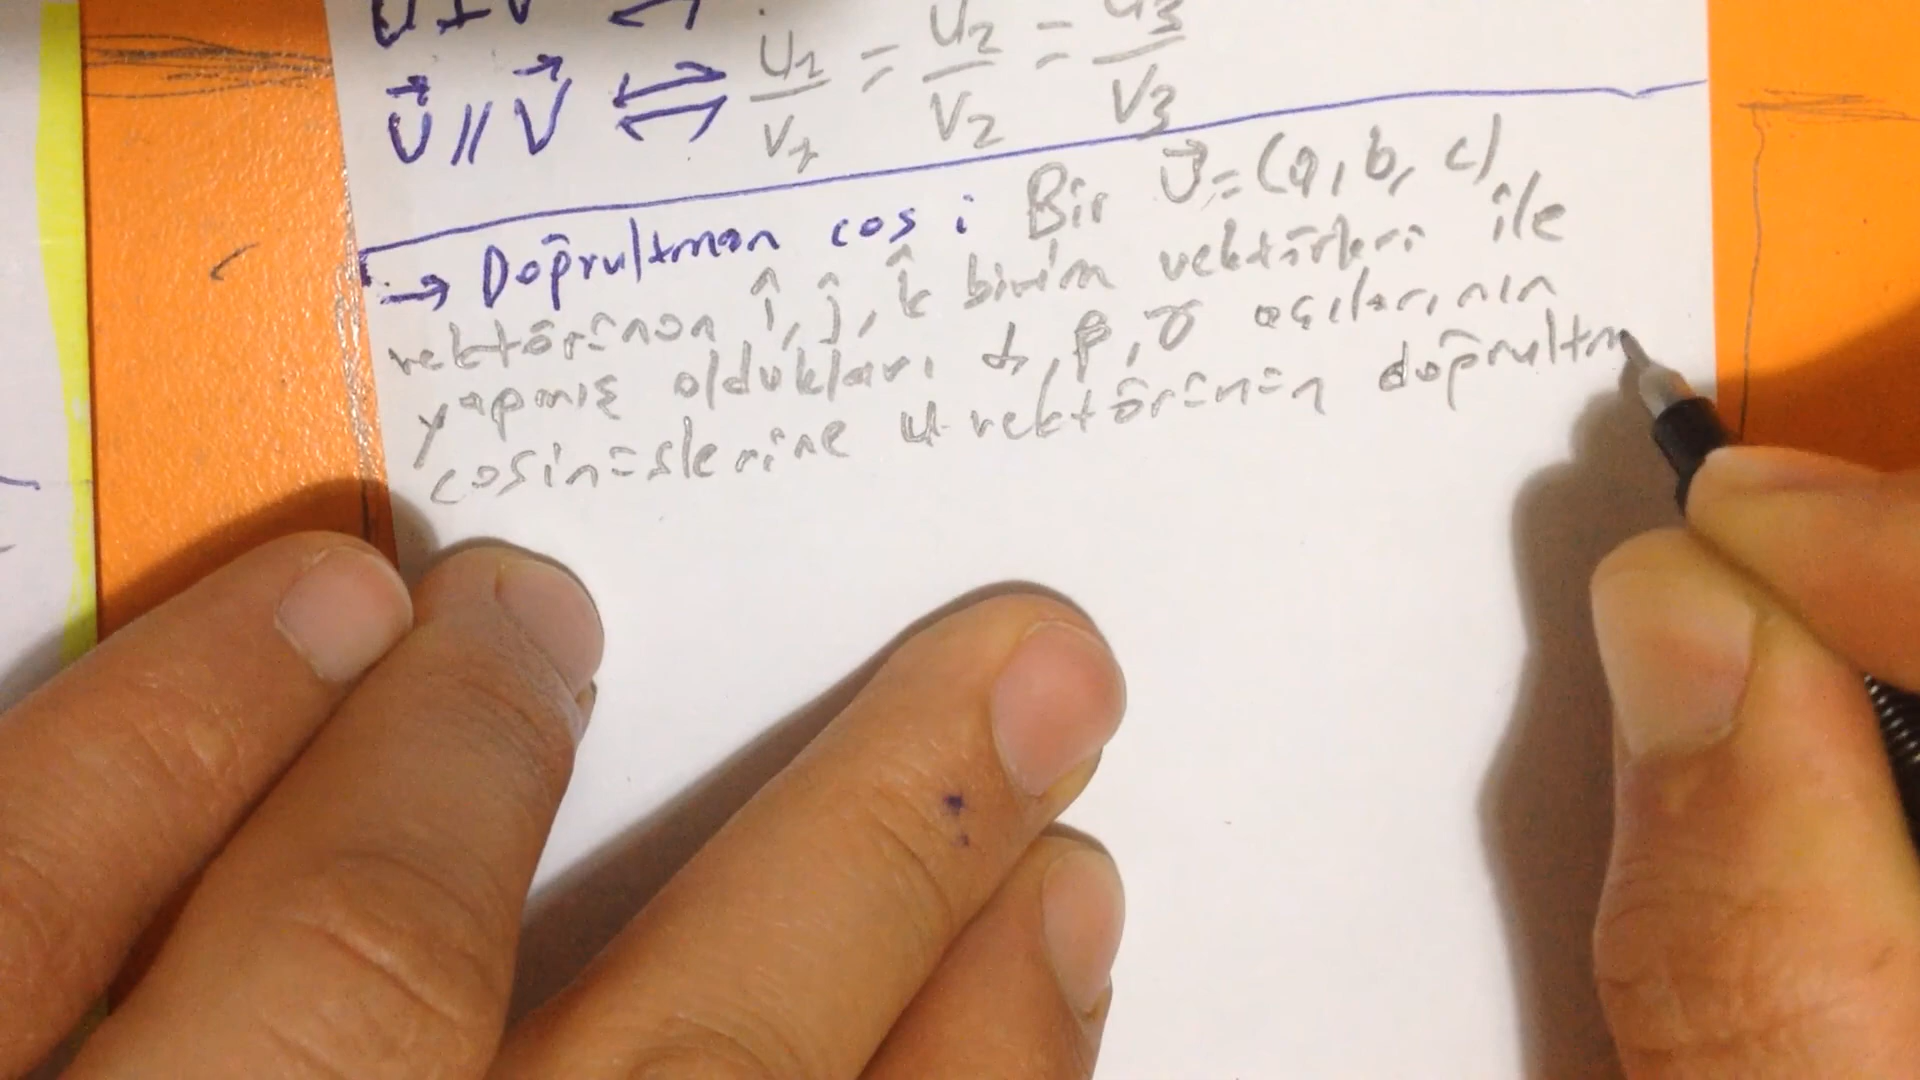 u ⊥ v ⟺
u⃗ // v⃗ ⟺ u₁/v₁ = u₂/v₂ = u₃/v₃
→ Doğrultman cos : Bir u⃗ = (a, b, c)
vektörünün î, ĵ, k̂ birim vektörleri ile
yapmış oldukları α, β, γ açılarının
cosinüslerine u vektörünün doğrultm